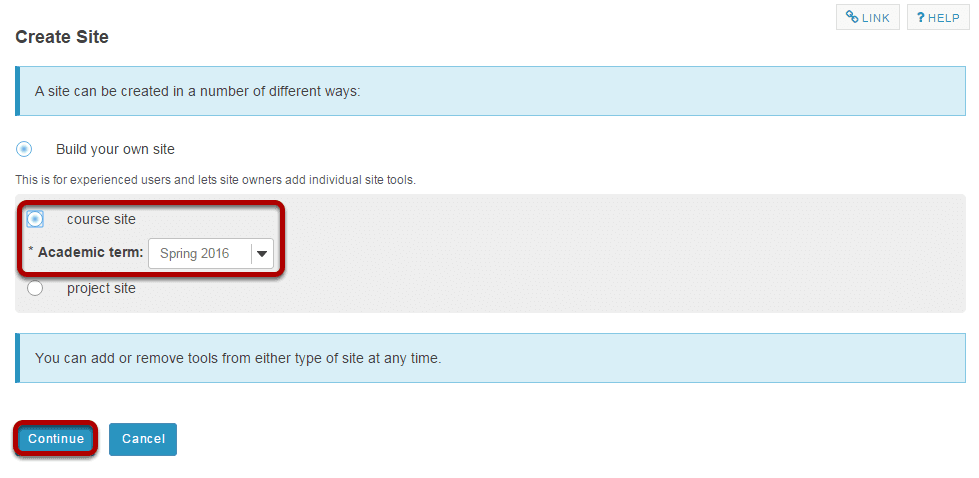 LINK
? HELP
Create Site
A site can be created in a number of different ways:
Build your own site
This is for experienced users and lets site owners add individual site tools.
course site
* Academic term: Spring 2016
project site
You can add or remove tools from either type of site at any time.
Continue
Cancel